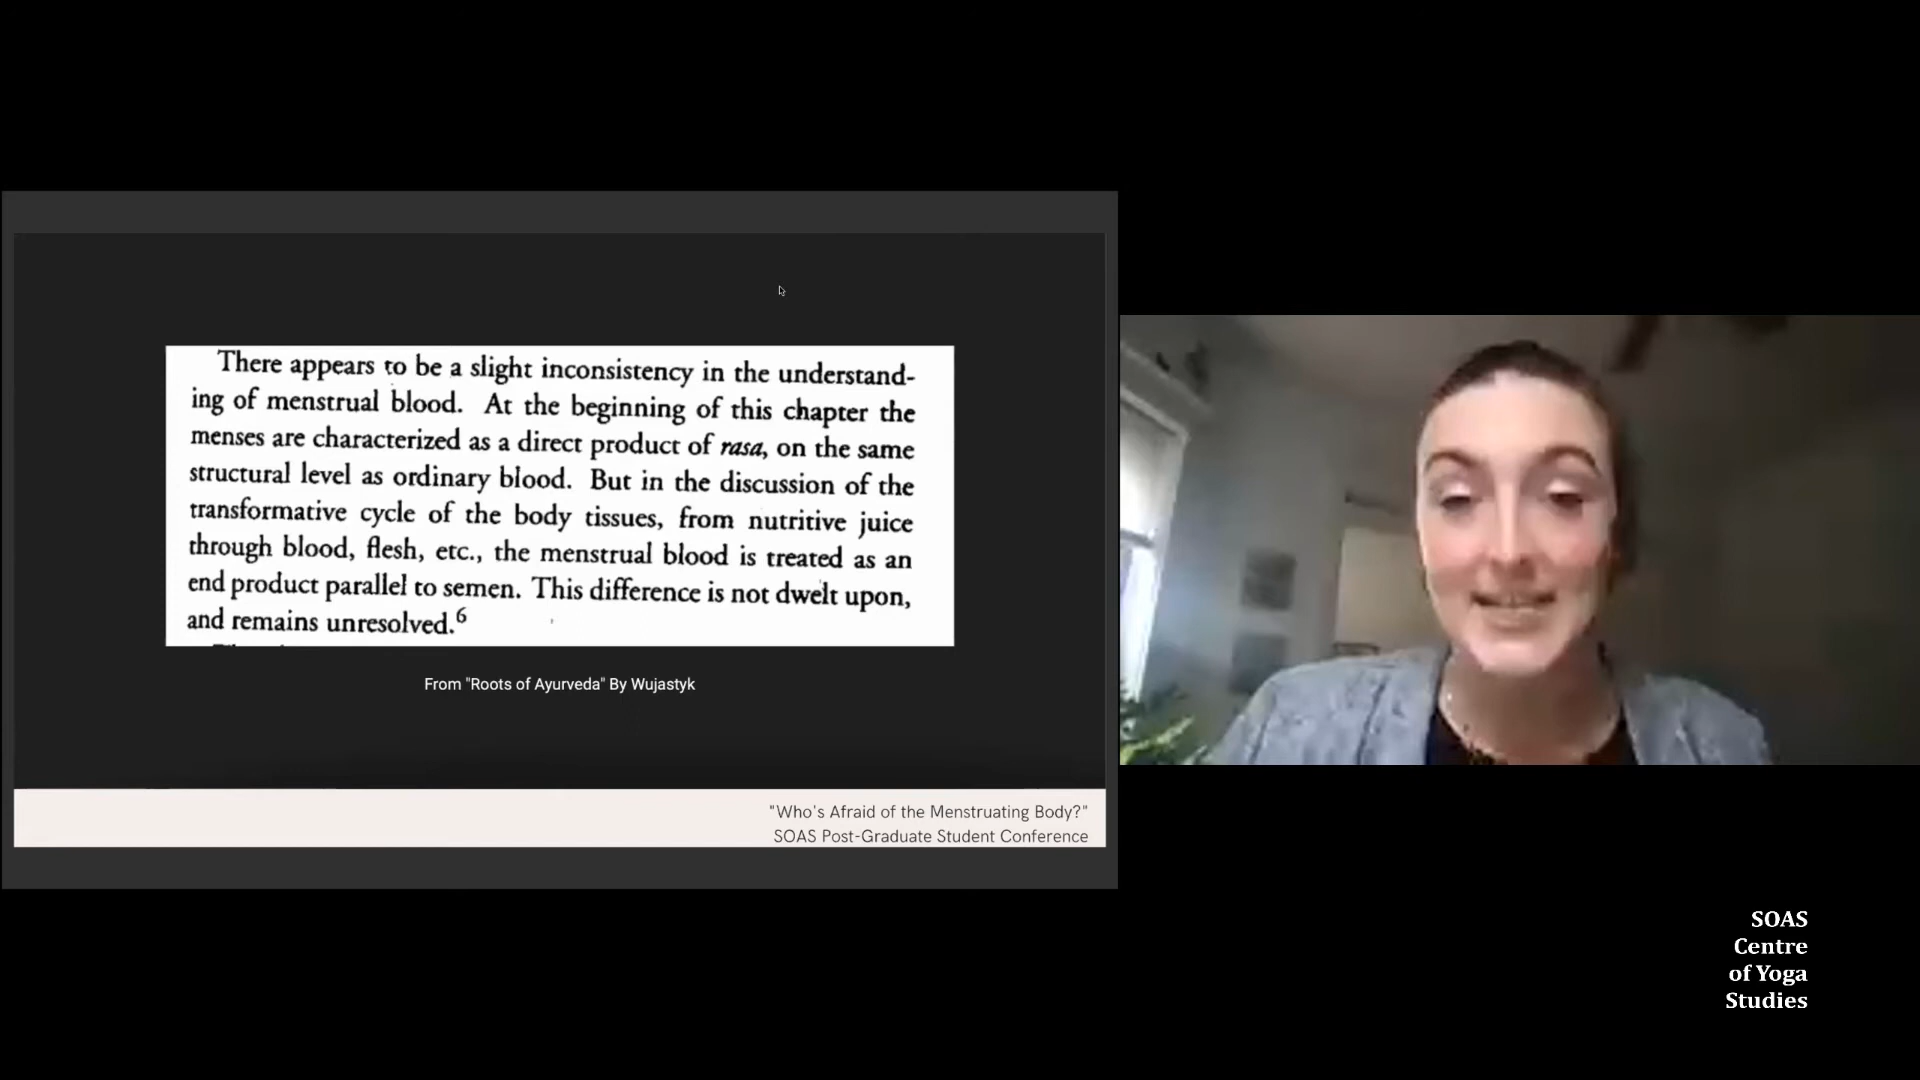 There appears to be a slight inconsistency in the understand-
ing of menstrual blood. At the beginning of this chapter the
menses are characterized as a direct product of rasa, on the same
structural level as ordinary blood. But in the discussion of the
transformative cycle of the body tissues, from nutritive juice
through blood, flesh, etc., the menstrual blood is treated as an
end product parallel to semen. This difference is not dwelt upon,
and remains unresolved.6
From "Roots of Ayurveda" By Wujastyk
"Who's Afraid of the Menstruating Body?"
SOAS Post-Graduate Student Conference
SOAS
Centre
of Yoga
Studies